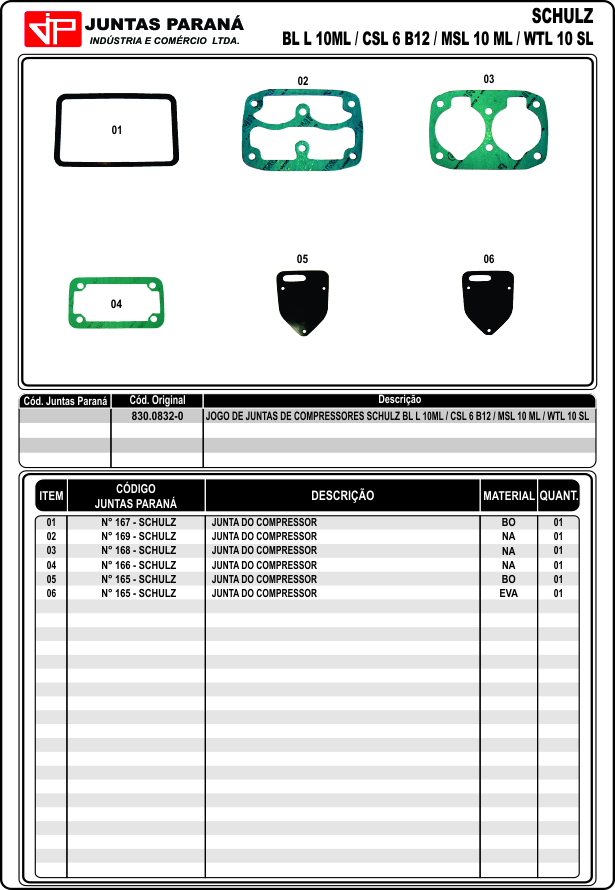 JP JUNTAS PARANÁ
INDÚSTRIA E COMÉRCIO LTDA.
SCHULZ
BL L 10ML / CSL 6 B12 / MSL 10 ML / WTL 10 SL
01
02
03
04
05
06
Cód. Juntas Paraná Cód. Original Descrição
830.0832-0 JOGO DE JUNTAS DE COMPRESSORES SCHULZ BL L 10ML / CSL 6 B12 / MSL 10 ML / WTL 10 SL
ITEM CÓDIGO JUNTAS PARANÁ DESCRIÇÃO MATERIAL QUANT.
01 N° 167 - SCHULZ JUNTA DO COMPRESSOR BO 01
02 N° 169 - SCHULZ JUNTA DO COMPRESSOR NA 01
03 N° 168 - SCHULZ JUNTA DO COMPRESSOR NA 01
04 N° 166 - SCHULZ JUNTA DO COMPRESSOR NA 01
05 N° 165 - SCHULZ JUNTA DO COMPRESSOR BO 01
06 N° 165 - SCHULZ JUNTA DO COMPRESSOR EVA 01